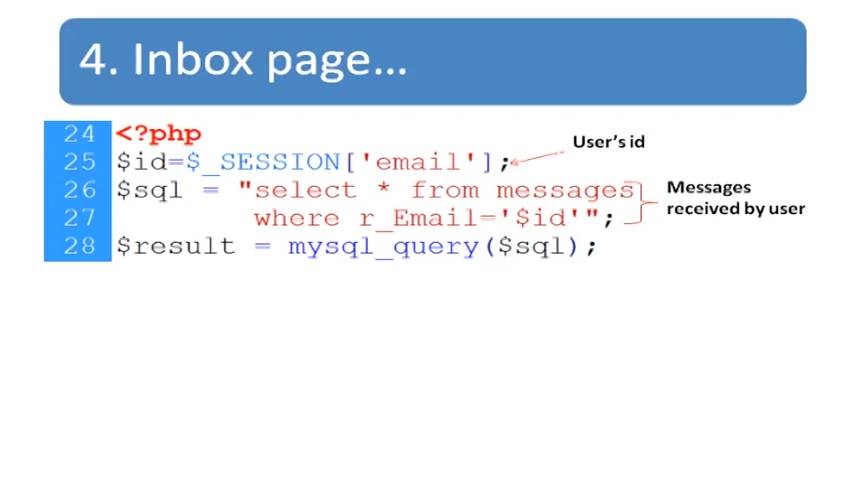 4. Inbox page...
24 <?php
25 $id=$_SESSION['email'];
User's id
26 $sql = "select * from messages
27 where r_Email='$id'";
Messages
received by user
28 $result = mysql_query($sql);